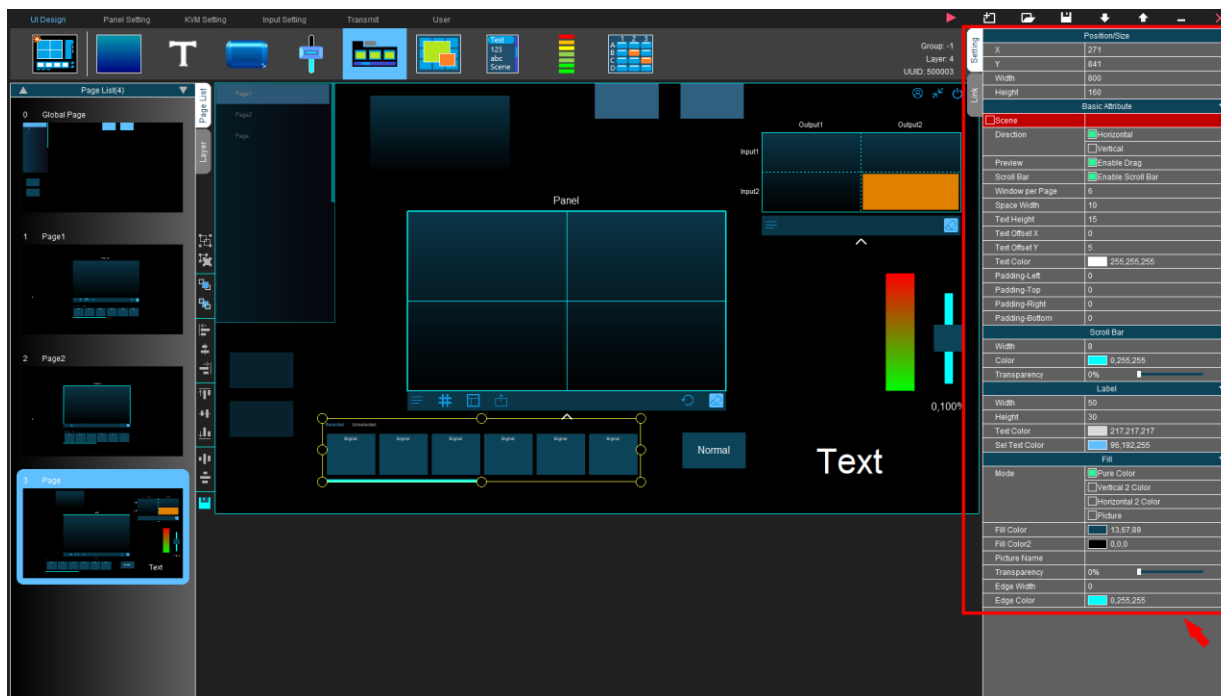 UI Design Panel Setting KVM Setting Input Setting Transmit User
T
Test
123
abc
Scene
1 2 3
A
B
C
D
Group: -1
Layer: 4
UUID: 500003
Page List(4)
0 Global Page
1 Page1
2 Page2
3 Page
Text
Page List
Layer
Page1
Page2
Page
Panel
Output1 Output2
Input1
Input2
0,100%
Selected Unselected
Signal Signal Signal Signal Signal Signal
Normal
Text
Setting
Link
Position/Size
X 271
Y 841
Width 800
Height 160
Basic Attribute
Scene
Direction Horizontal
Vertical
Preview Enable Drag
Scroll Bar Enable Scroll Bar
Window per Page 6
Space Width 10
Text Height 15
Text Offset X 0
Text Offset Y 5
Text Color 255,255,255
Padding-Left 0
Padding-Top 0
Padding-Right 0
Padding-Bottom 0
Scroll Bar
Width 8
Color 0,255,255
Transparency 0%
Label
Width 50
Height 30
Text Color 217,217,217
Sel Text Color 96,192,255
Fill
Mode Pure Color
Vertical 2 Color
Horizontal 2 Color
Picture
Fill Color 13,67,89
Fill Color2 0,0,0
Picture Name
Transparency 0%
Edge Width 0
Edge Color 0,255,255